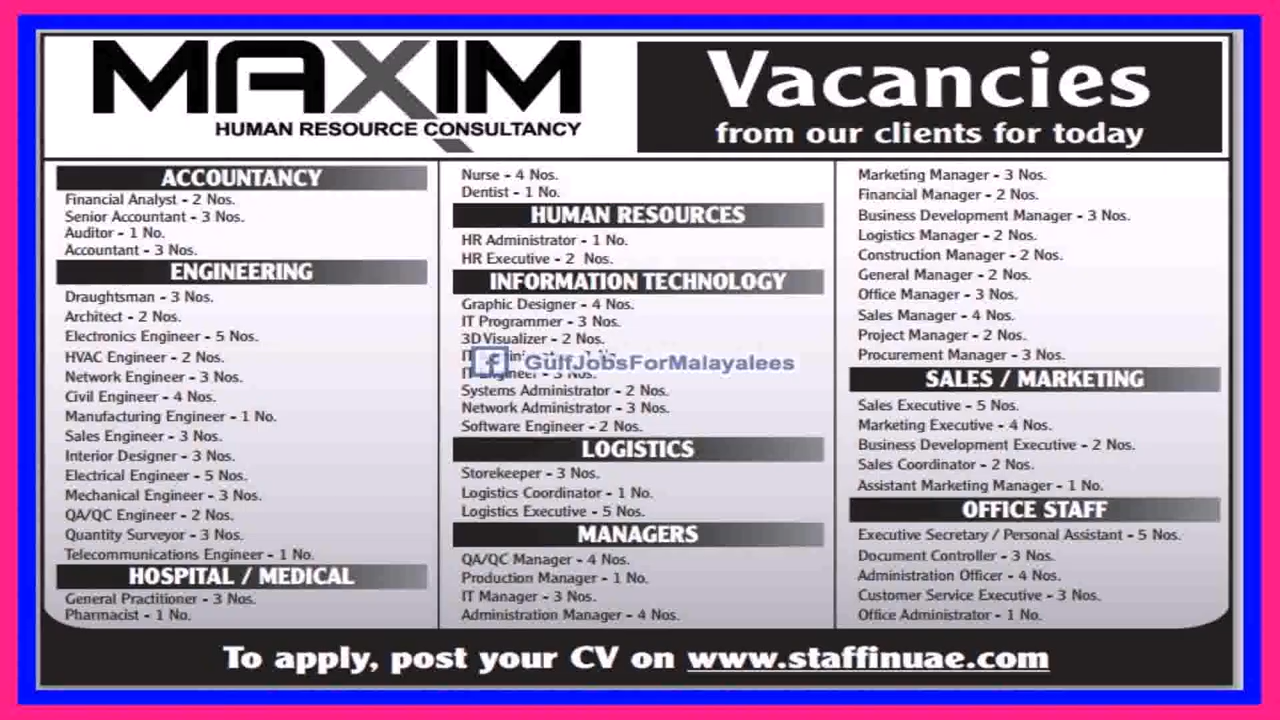 MAXIM
HUMAN RESOURCE CONSULTANCY
Vacancies
from our clients for today
ACCOUNTANCY
Financial Analyst - 2 Nos.
Senior Accountant - 3 Nos.
Auditor - 1 No.
Accountant - 3 Nos.
ENGINEERING
Draughtsman - 3 Nos.
Architect - 2 Nos.
Electronics Engineer - 5 Nos.
HVAC Engineer - 2 Nos.
Network Engineer - 3 Nos.
Civil Engineer - 4 Nos.
Manufacturing Engineer - 1 No.
Sales Engineer - 3 Nos.
Interior Designer - 3 Nos.
Electrical Engineer - 5 Nos.
Mechanical Engineer - 3 Nos.
QA/QC Engineer - 2 Nos.
Quantity Surveyor - 3 Nos.
Telecommunications Engineer - 1 No.
HOSPITAL / MEDICAL
General Practitioner - 3 Nos.
Pharmacist - 1 No.
Nurse - 4 Nos.
Dentist - 1 No.
HUMAN RESOURCES
HR Administrator - 1 No.
HR Executive - 2 Nos.
INFORMATION TECHNOLOGY
Graphic Designer - 4 Nos.
IT Programmer - 3 Nos.
3D Visualizer - 2 Nos.
IT
f GulfJobsForMalayalees
IT Engineer - 3 Nos.
Systems Administrator - 2 Nos.
Network Administrator - 3 Nos.
Software Engineer - 2 Nos.
LOGISTICS
Storekeeper - 3 Nos.
Logistics Coordinator - 1 No.
Logistics Executive - 5 Nos.
MANAGERS
QA/QC Manager - 4 Nos.
Production Manager - 1 No.
IT Manager - 3 Nos.
Administration Manager - 4 Nos.
Marketing Manager - 3 Nos.
Financial Manager - 2 Nos.
Business Development Manager - 3 Nos.
Logistics Manager - 2 Nos.
Construction Manager - 2 Nos.
General Manager - 2 Nos.
Office Manager - 3 Nos.
Sales Manager - 4 Nos.
Project Manager - 2 Nos.
Procurement Manager - 3 Nos.
SALES / MARKETING
Sales Executive - 5 Nos.
Marketing Executive - 4 Nos.
Business Development Executive - 2 Nos.
Sales Coordinator - 2 Nos.
Assistant Marketing Manager - 1 No.
OFFICE STAFF
Executive Secretary / Personal Assistant - 5 Nos.
Document Controller - 3 Nos.
Administration Officer - 4 Nos.
Customer Service Executive - 3 Nos.
Office Administrator - 1 No.
To apply, post your CV on www.staffinuae.com